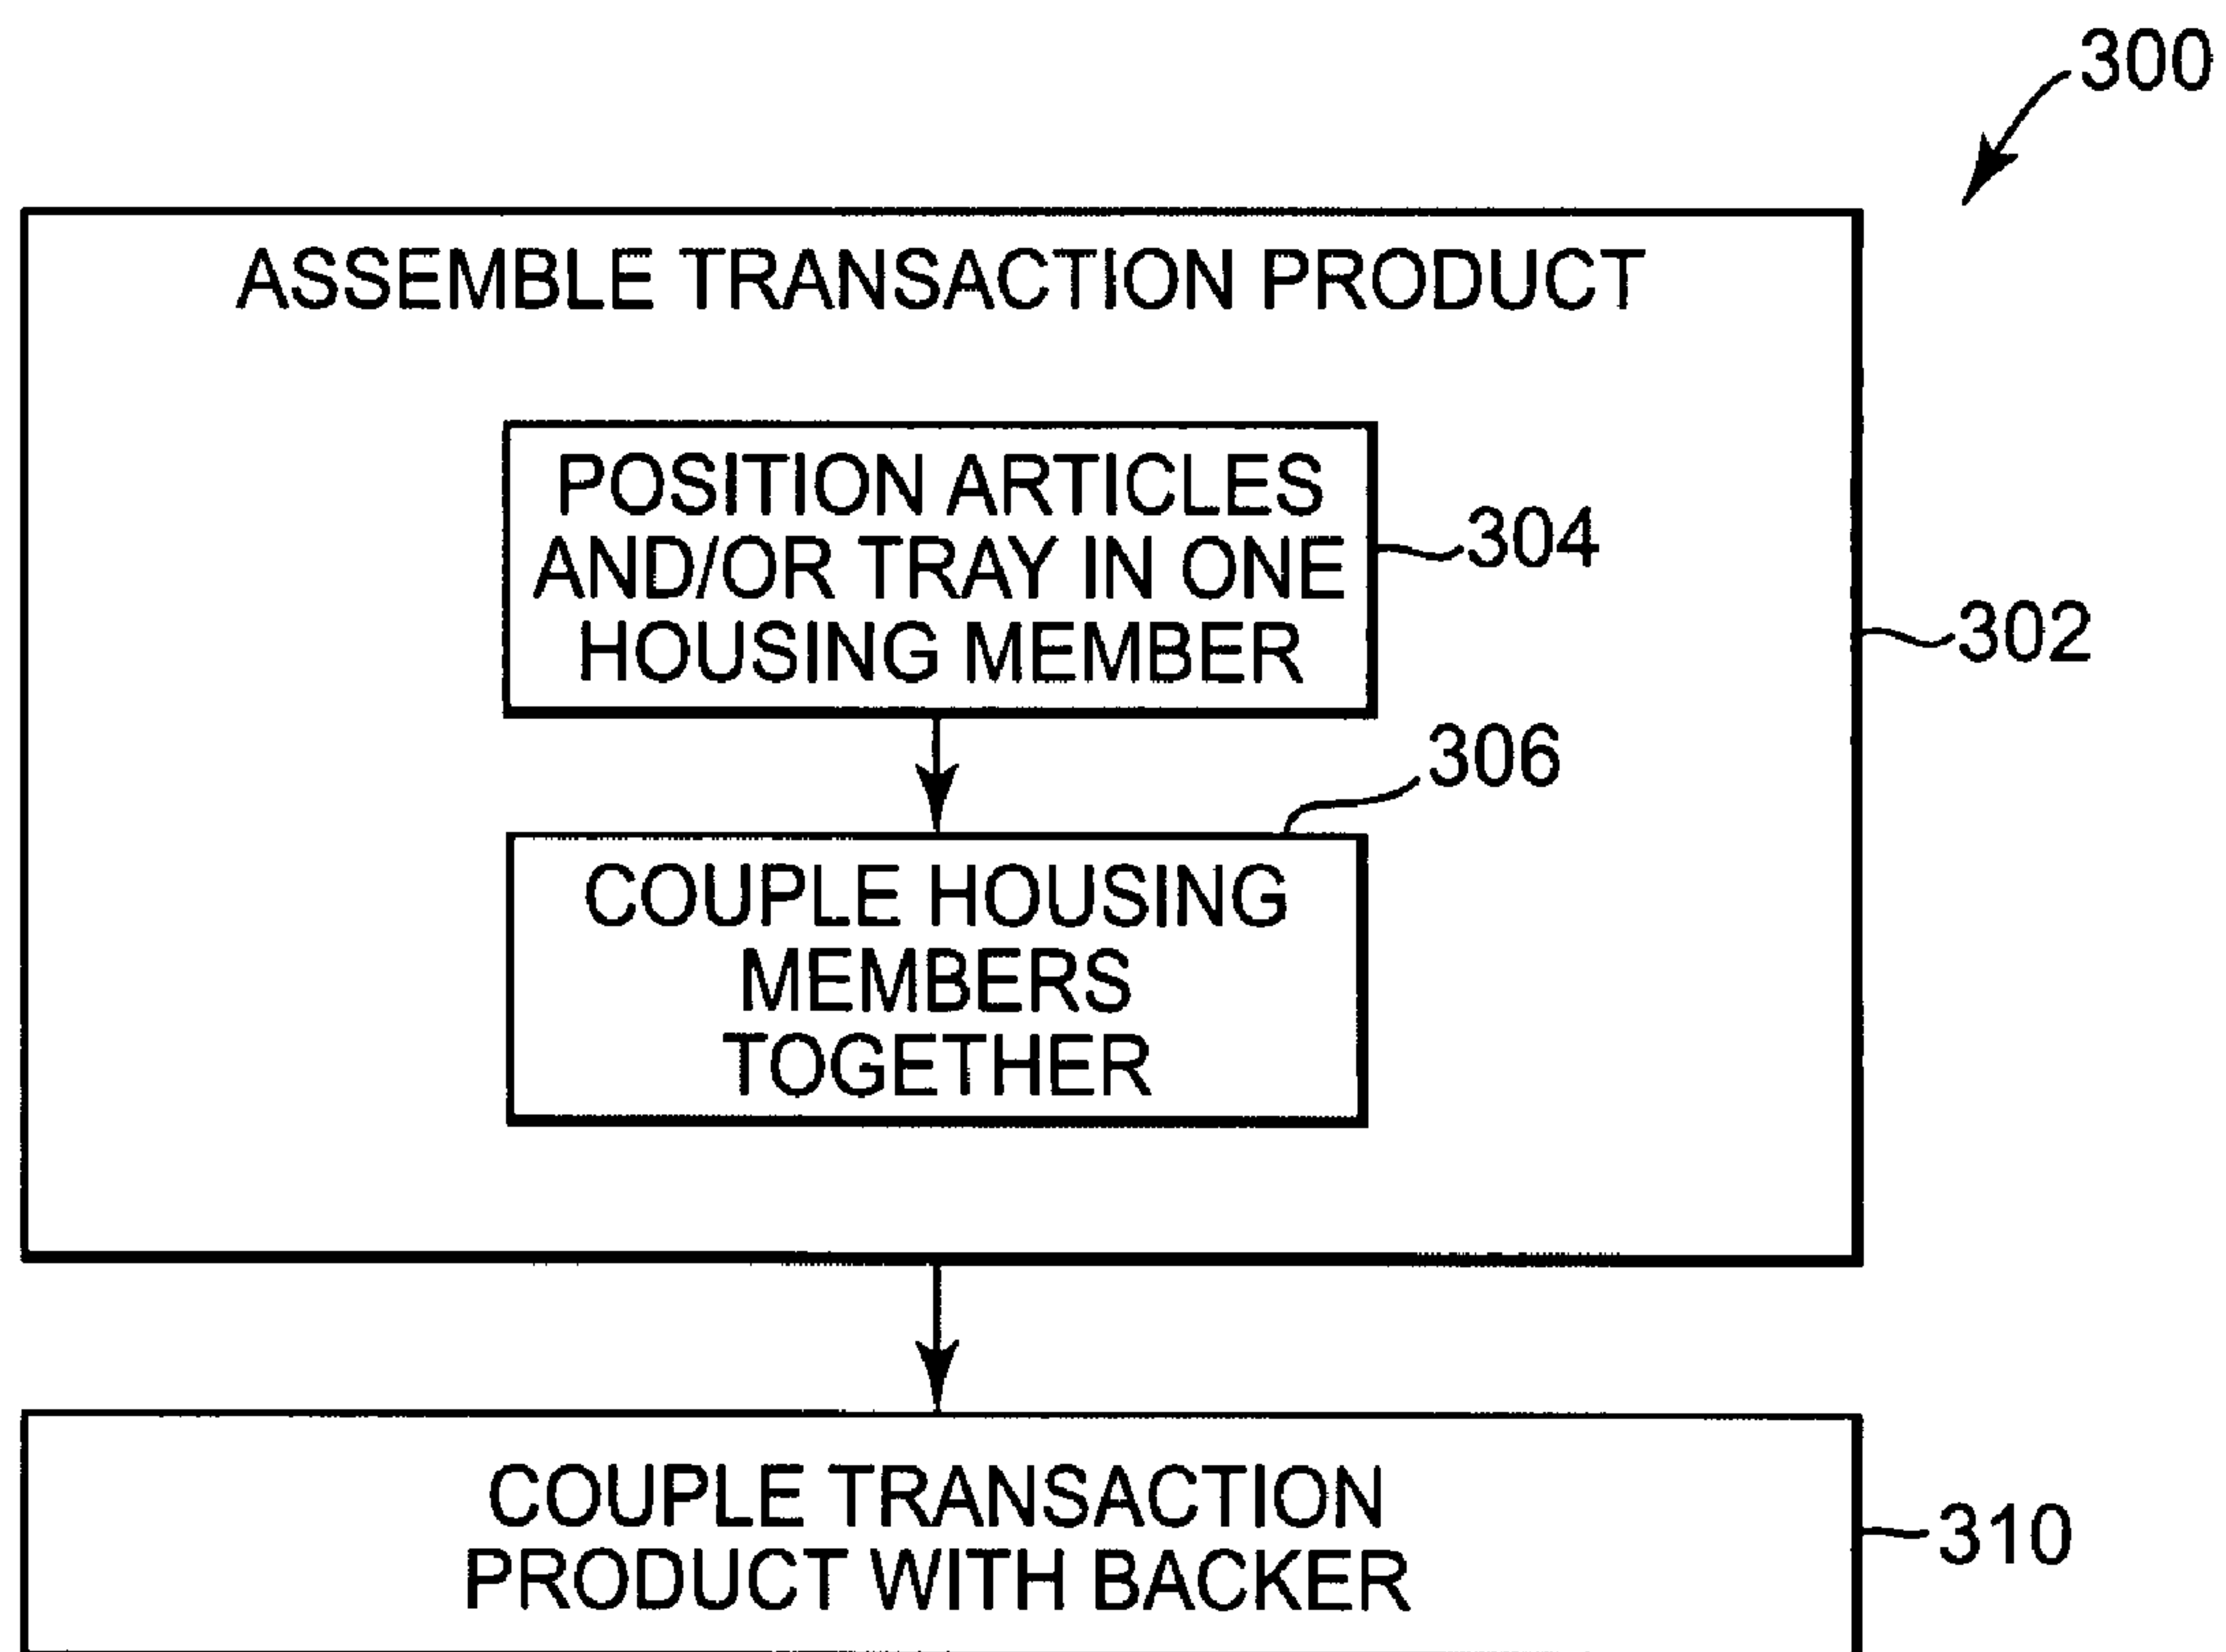 300
ASSEMBLE TRANSACTION PRODUCT
POSITION ARTICLES
AND/OR TRAY IN ONE
HOUSING MEMBER
304
302
306
COUPLE HOUSING
MEMBERS
TOGETHER
COUPLE TRANSACTION
PRODUCT WITH BACKER
310